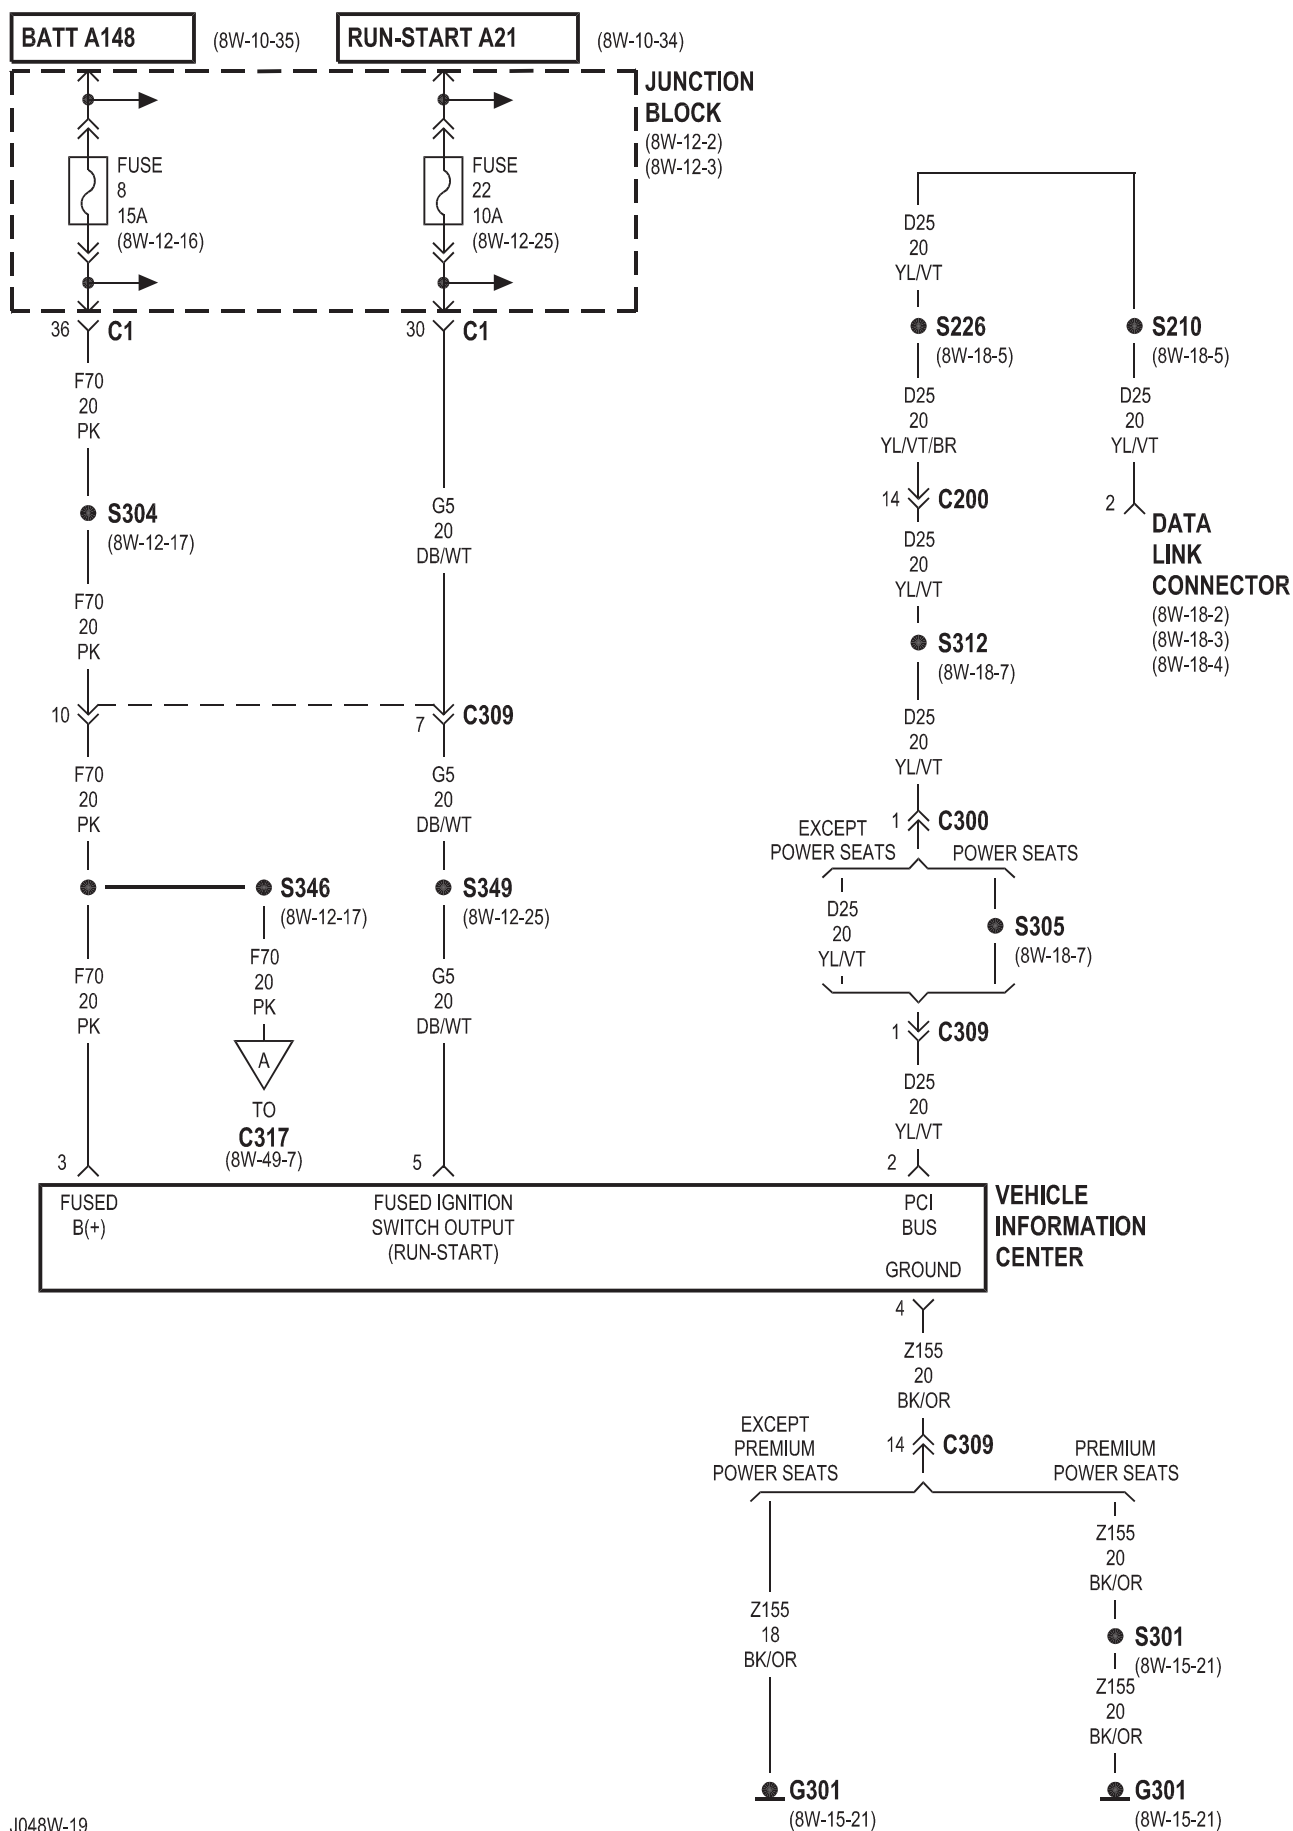 BATT A148
(8W-10-35)
RUN-START A21
(8W-10-34)
JUNCTION
BLOCK
(8W-12-2)
(8W-12-3)
FUSE
8
15A
(8W-12-16)
FUSE
22
10A
(8W-12-25)
36
C1
30
C1
F70
20
PK
S304
(8W-12-17)
F70
20
PK
G5
20
DB/WT
10
7
C309
F70
20
PK
G5
20
DB/WT
S346
(8W-12-17)
S349
(8W-12-25)
F70
20
PK
F70
20
PK
G5
20
DB/WT
A
TO
C317
(8W-49-7)
D25
20
YL/VT
S226
(8W-18-5)
S210
(8W-18-5)
D25
20
YL/VT/BR
D25
20
YL/VT
14
C200
2
DATA
LINK
CONNECTOR
(8W-18-2)
(8W-18-3)
(8W-18-4)
D25
20
YL/VT
S312
(8W-18-7)
D25
20
YL/VT
1
C300
EXCEPT
POWER SEATS
POWER SEATS
D25
20
YL/VT
S305
(8W-18-7)
1
C309
D25
20
YL/VT
3
5
2
FUSED
B(+)
FUSED IGNITION
SWITCH OUTPUT
(RUN-START)
PCI
BUS
GROUND
VEHICLE
INFORMATION
CENTER
4
Z155
20
BK/OR
14
C309
EXCEPT
PREMIUM
POWER SEATS
PREMIUM
POWER SEATS
Z155
18
BK/OR
Z155
20
BK/OR
S301
(8W-15-21)
Z155
20
BK/OR
G301
(8W-15-21)
G301
(8W-15-21)
J048W-19